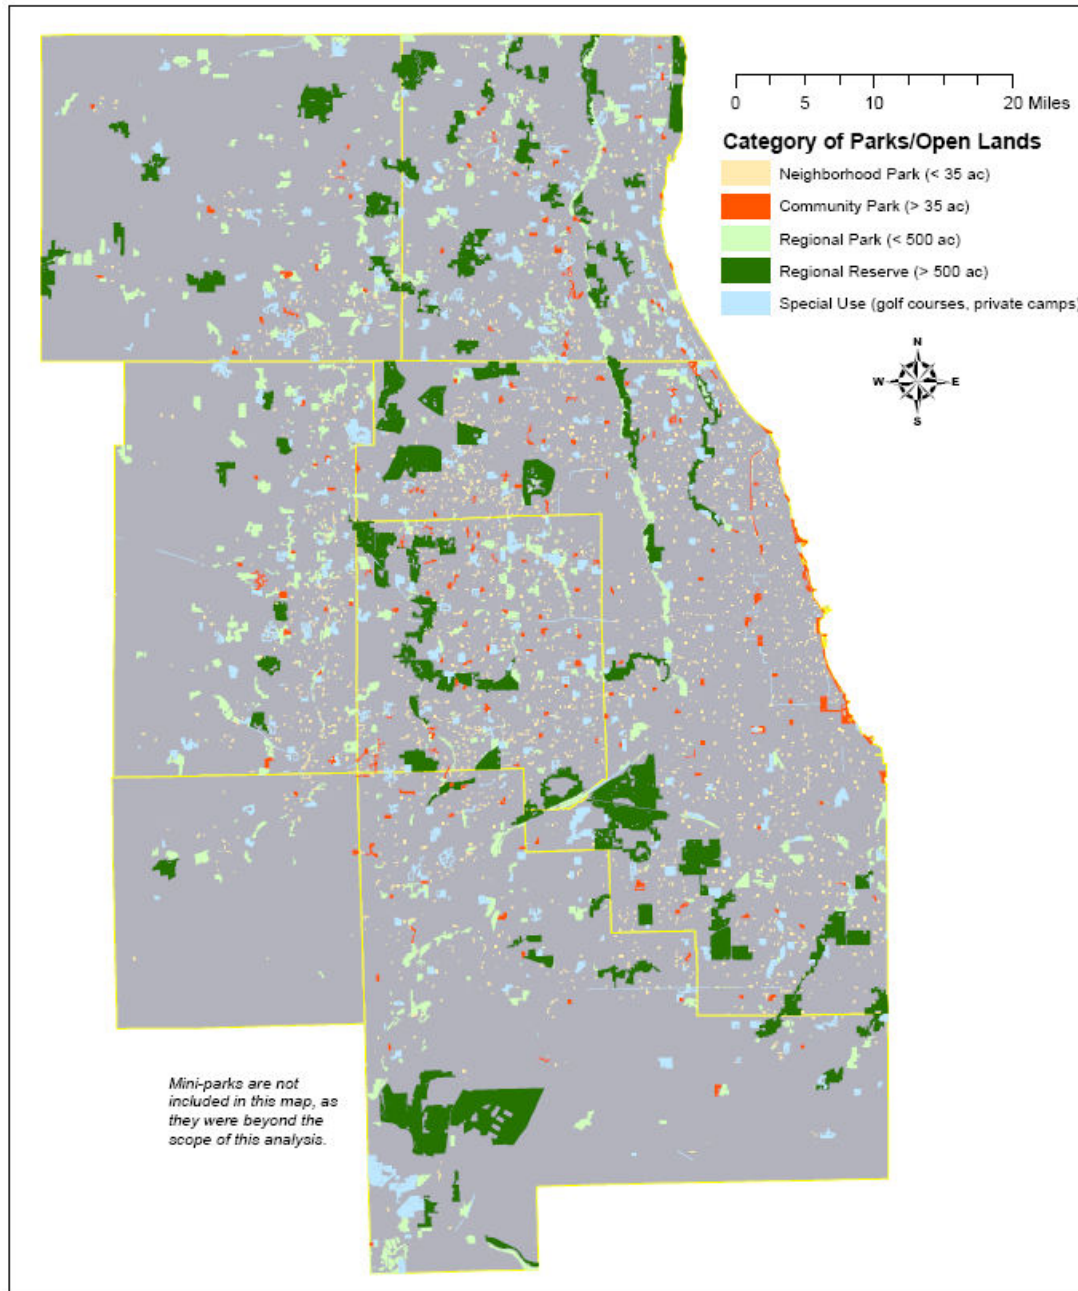 0 5 10 20 Miles
Category of Parks/Open Lands
Neighborhood Park (< 35 ac)
Community Park (> 35 ac)
Regional Park (< 500 ac)
Regional Reserve (> 500 ac)
Special Use (golf courses, private camps)
N
W E
S
Mini-parks are not
included in this map, as
they were beyond the
scope of this analysis.